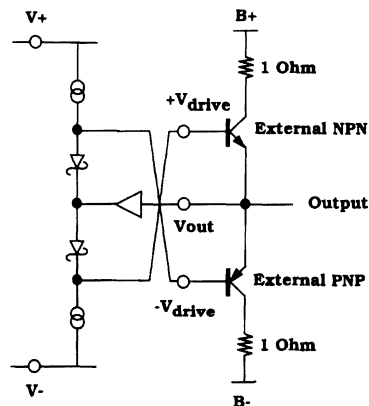 V+
B+
1 Ohm
+Vdrive
External NPN
Output
Vout
External PNP
-Vdrive
1 Ohm
V-
B-